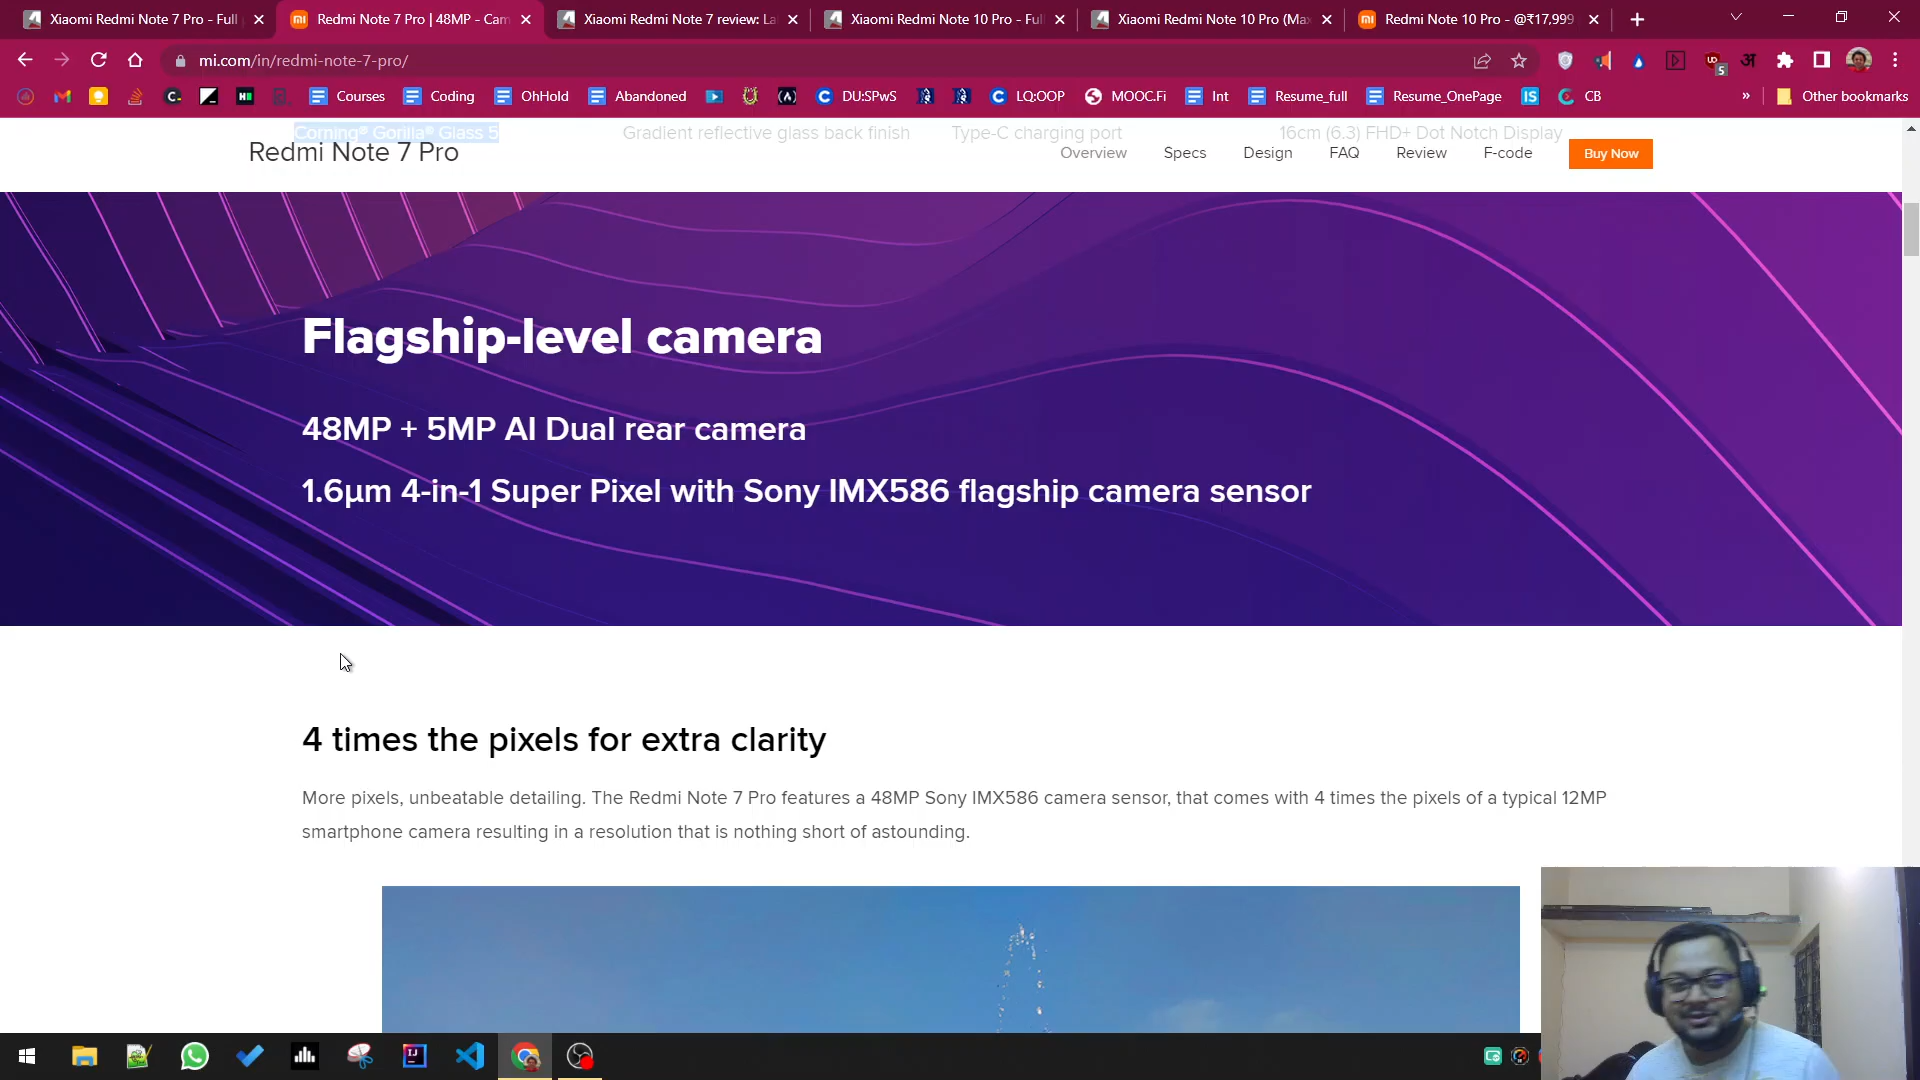 Xiaomi Redmi Note 7 Pro - Full
Redmi Note 7 Pro | 48MP - Cam
Xiaomi Redmi Note 7 review: La
Xiaomi Redmi Note 10 Pro - Full
Xiaomi Redmi Note 10 Pro (Max
Redmi Note 10 Pro - @₹17,999
mi.com/in/redmi-note-7-pro/
Courses
Coding
OhHold
Abandoned
DU:SPwS
LQ:OOP
MOOC.Fi
Int
Resume_full
Resume_OnePage
CB
»
Other bookmarks
Corning® Gorilla® Glass 5
Gradient reflective glass back finish
Type-C charging port
16cm (6.3) FHD+ Dot Notch Display
Redmi Note 7 Pro
Overview
Specs
Design
FAQ
Review
F-code
Buy Now
Flagship-level camera
48MP + 5MP AI Dual rear camera
1.6μm 4-in-1 Super Pixel with Sony IMX586 flagship camera sensor
4 times the pixels for extra clarity
More pixels, unbeatable detailing. The Redmi Note 7 Pro features a 48MP Sony IMX586 camera sensor, that comes with 4 times the pixels of a typical 12MP
smartphone camera resulting in a resolution that is nothing short of astounding.